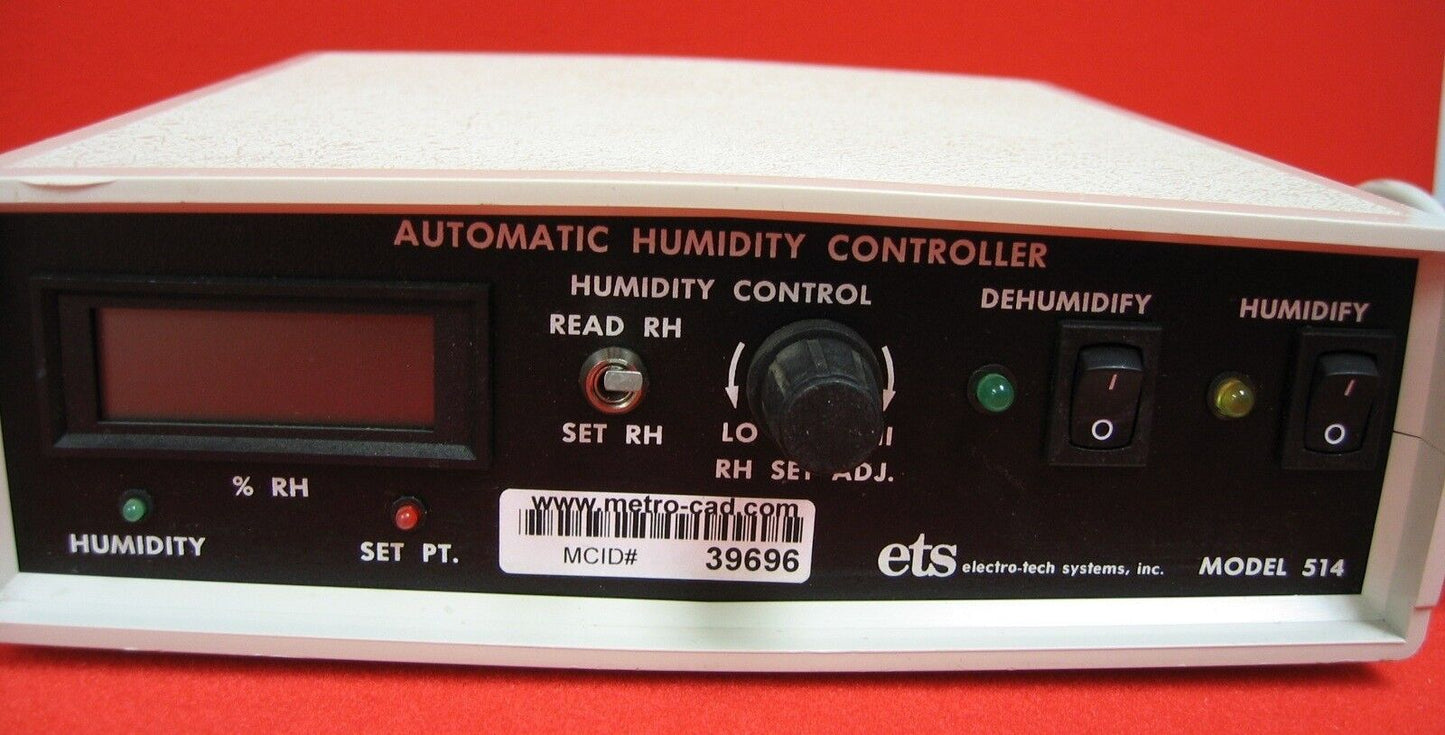 AUTOMATIC HUMIDITY CONTROLLER
HUMIDITY CONTROL
READ RH
SET RH
LO
RH SET ADJ.
DEHUMIDIFY
I
O
HUMIDIFY
I
O
% RH
HUMIDITY
SET PT.
www.metro-cad.com
MCID# 39696
ets electro-tech systems, inc.
MODEL 514